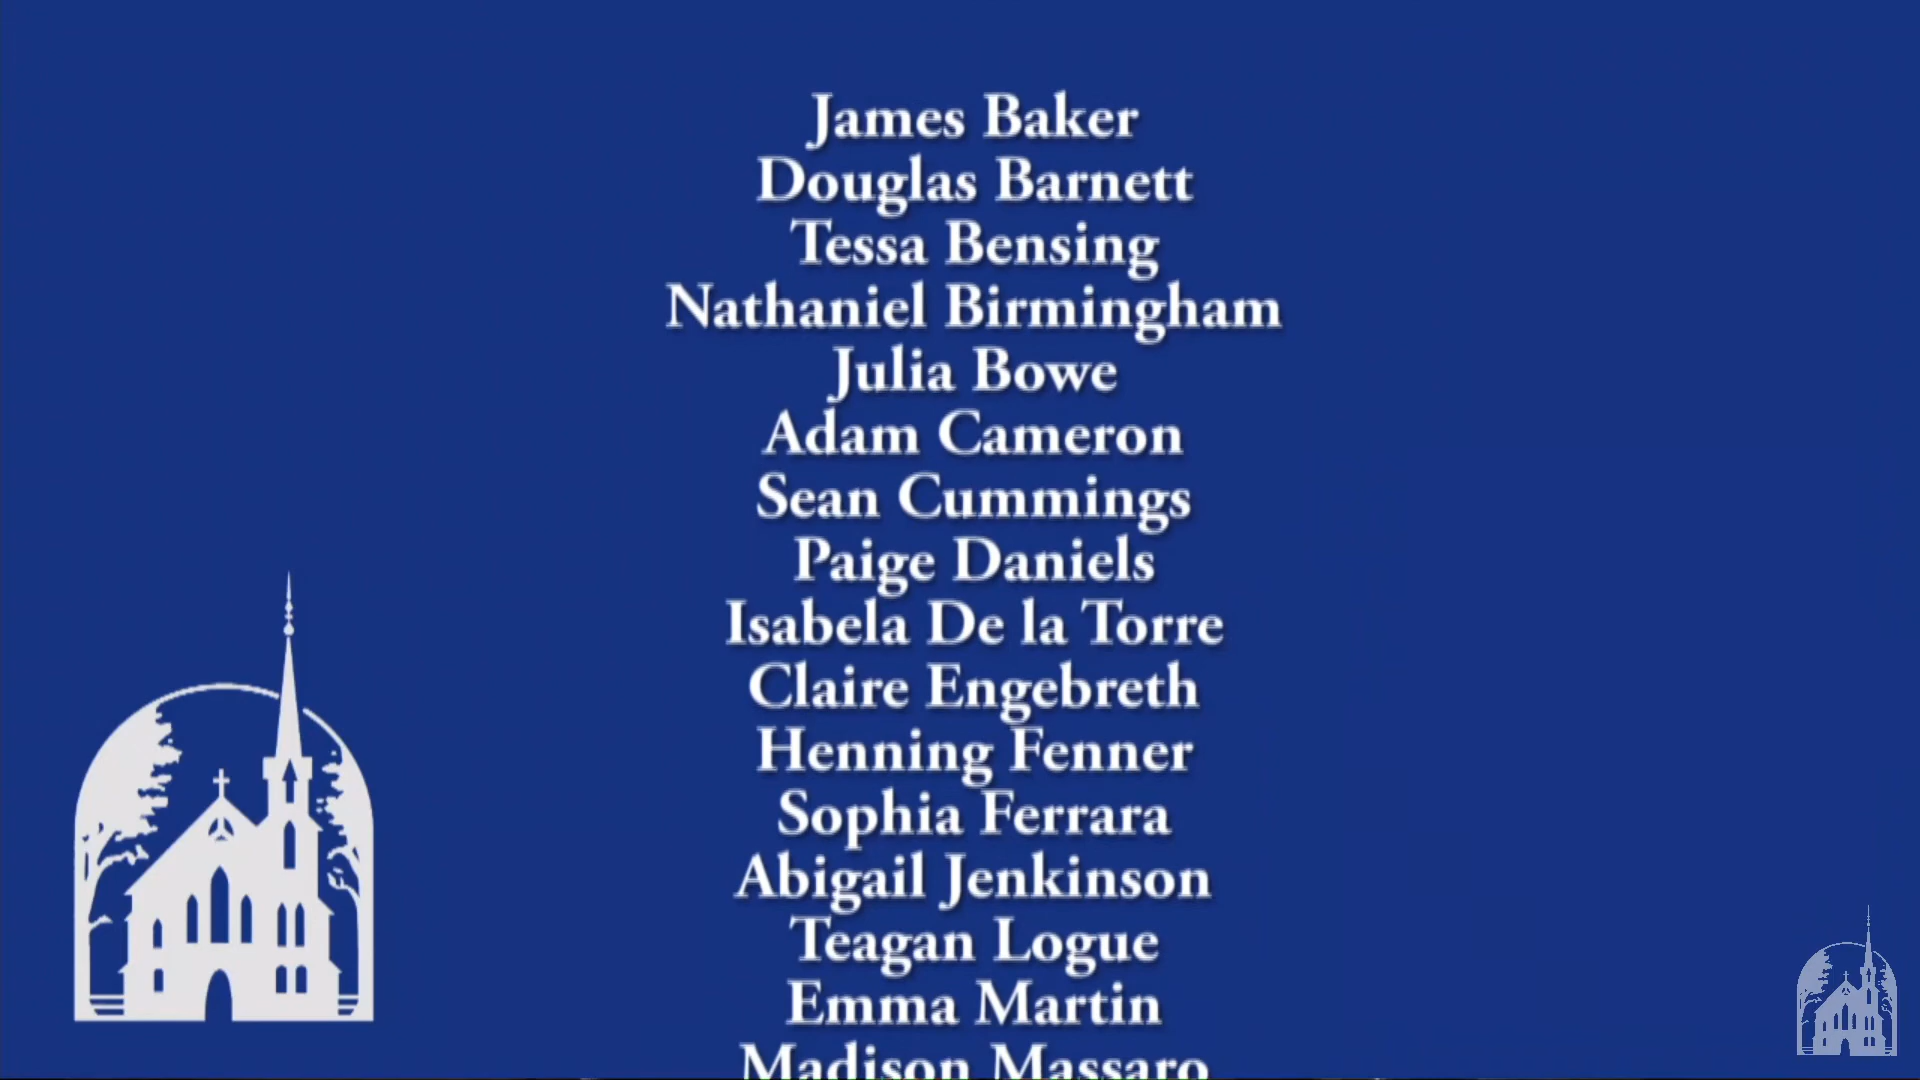 James Baker
Douglas Barnett
Tessa Bensing
Nathaniel Birmingham
Julia Bowe
Adam Cameron
Sean Cummings
Paige Daniels
Isabela De la Torre
Claire Engebreth
Henning Fenner
Sophia Ferrara
Abigail Jenkinson
Teagan Logue
Emma Martin
Madison Massaro